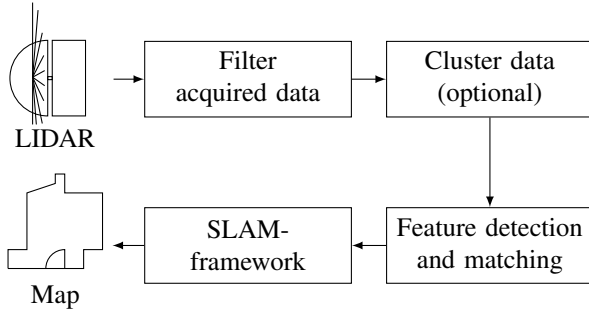 LIDAR
Filter
acquired data
Cluster data
(optional)
Feature detection
and matching
SLAM-
framework
Map